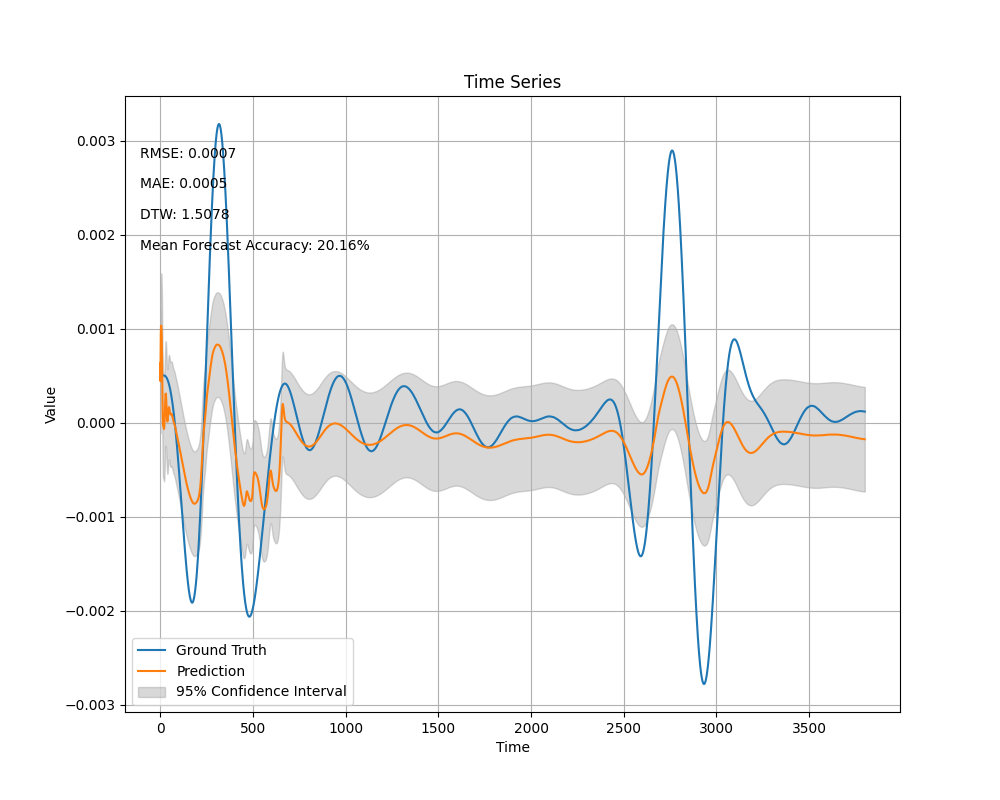 Time Series
RMSE: 0.0007
MAE: 0.0005
DTW: 1.5078
Mean Forecast Accuracy: 20.16%
Value
0.003
0.002
0.001
0.000
−0.001
−0.002
−0.003
Ground Truth
Prediction
95% Confidence Interval
0 500 1000 1500 2000 2500 3000 3500
Time